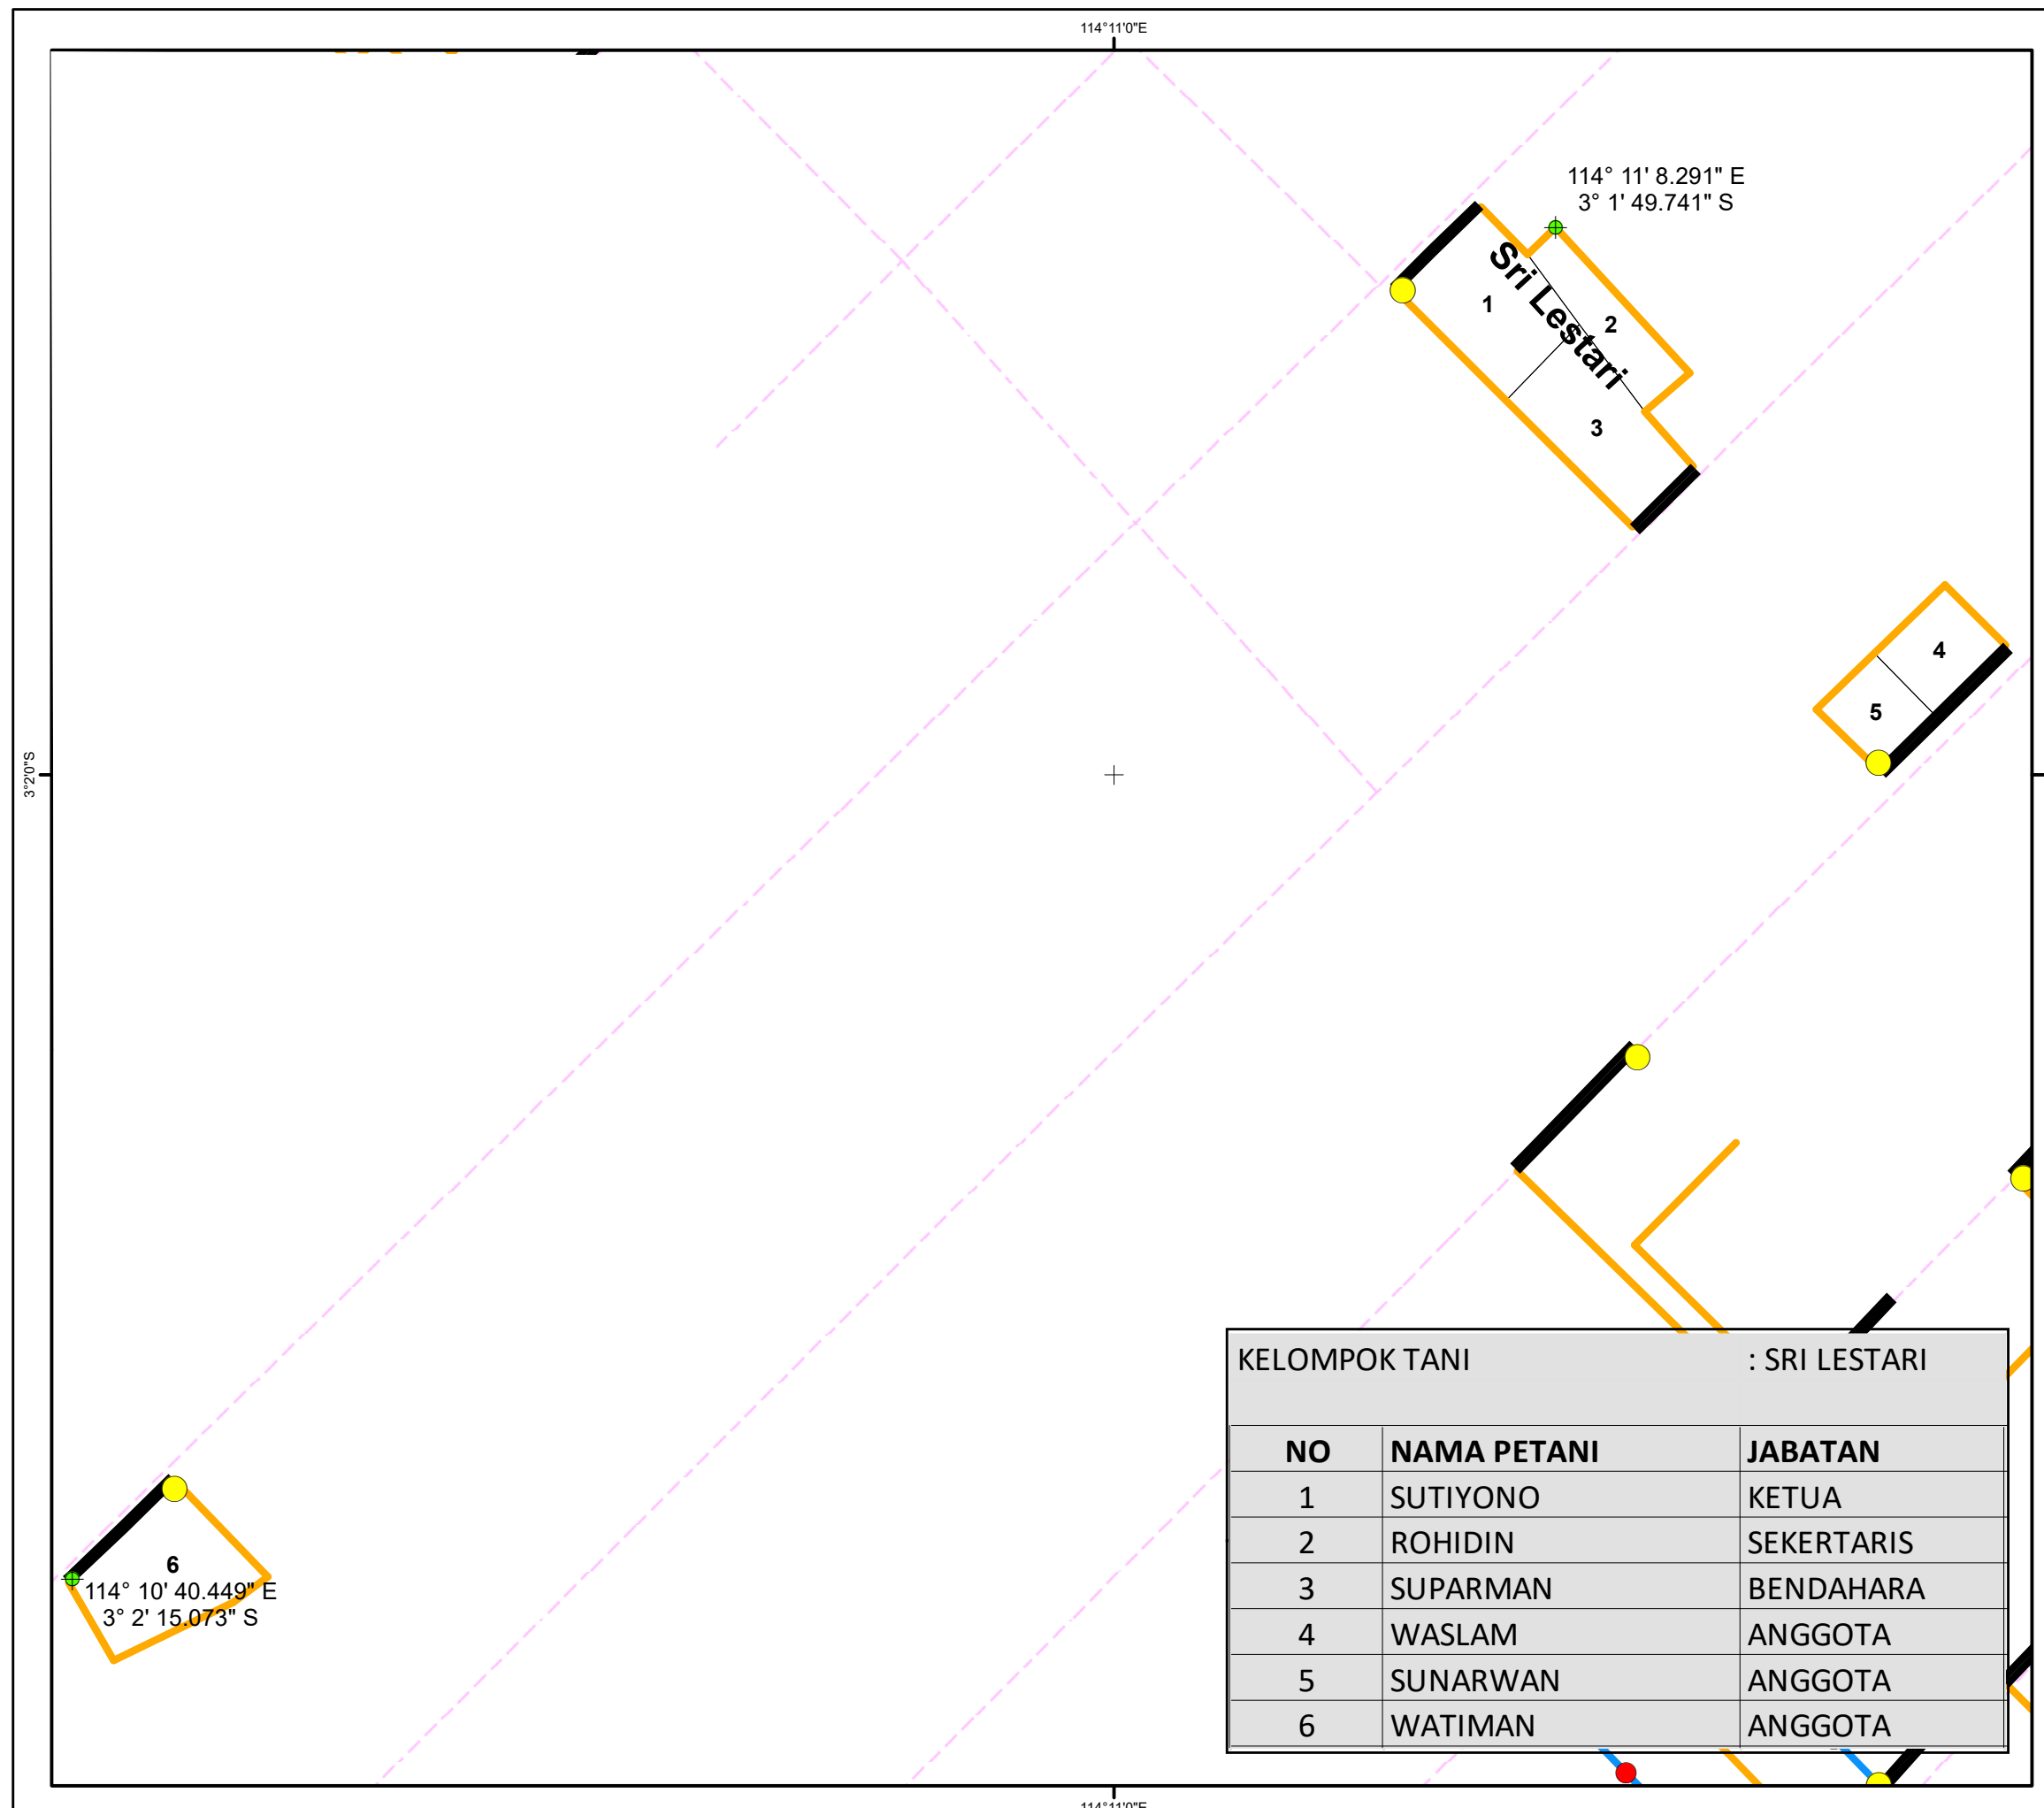 114°11'0"E
114° 11' 8.291" E
3° 1' 49.741" S
Sri Lestari
1
2
3
4
5
3°2'0"S
6
114° 10' 40.449" E
3° 2' 15.073" S
KELOMPOK TANI : SRI LESTARI
NO NAMA PETANI JABATAN
1 SUTIYONO KETUA
2 ROHIDIN SEKERTARIS
3 SUPARMAN BENDAHARA
4 WASLAM ANGGOTA
5 SUNARWAN ANGGOTA
6 WATIMAN ANGGOTA
114°11'0"E